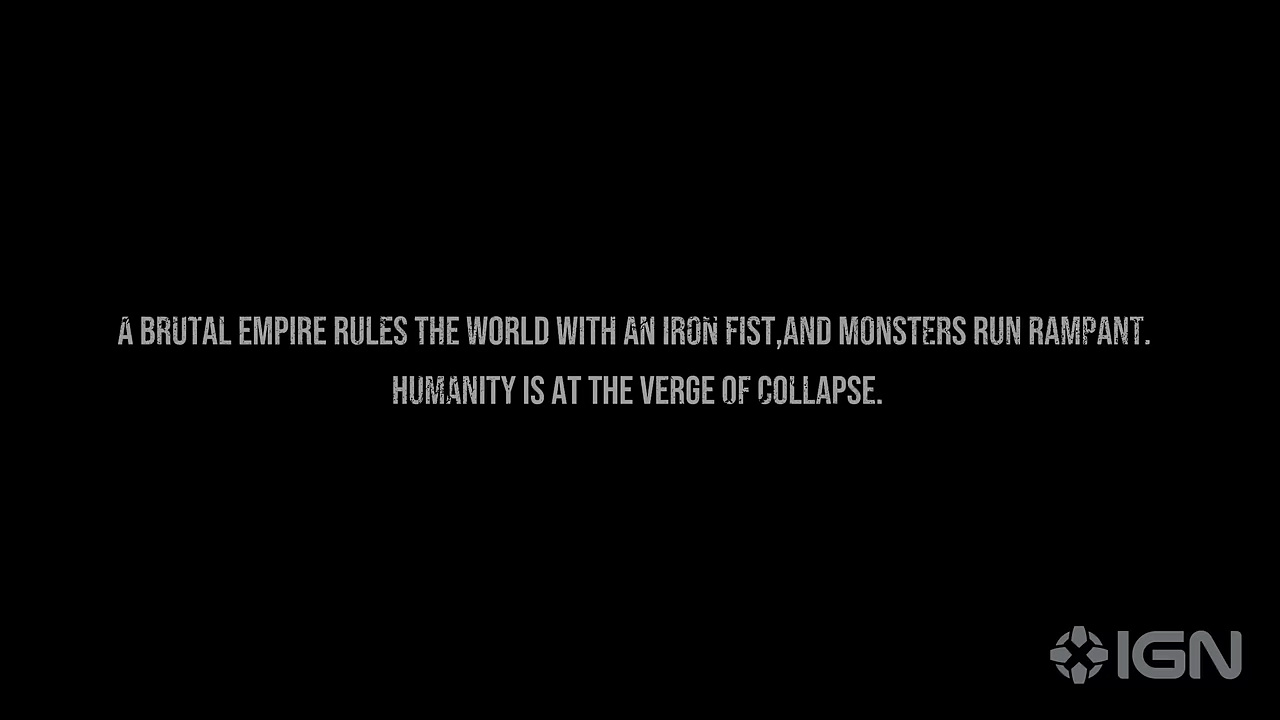 A BRUTAL EMPIRE RULES THE WORLD WITH AN IRON FIST,AND MONSTERS RUN RAMPANT.
HUMANITY IS AT THE VERGE OF COLLAPSE.
IGN